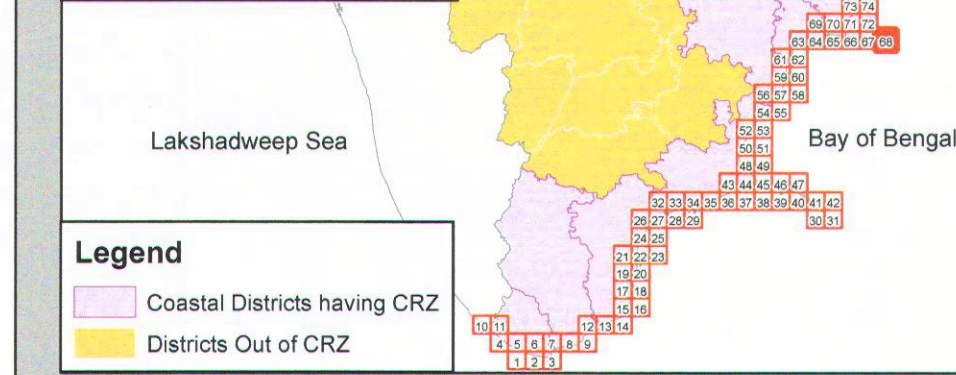 73 74
69 70 71 72
63 64 65 66 67 68
61 62
59 60
56 57 58
54 55
52 53
Lakshadweep Sea
Bay of Bengal
50 51
48 49
43 44 45 46 47
32 33 34 35 36 37 38 39 40 41 42
26 27 28 29 30 31
24 25
Legend
21 22 23
19 20
Coastal Districts having CRZ
17 18
15 16
10 11 12 13 14
Districts Out of CRZ
4 5 6 7 8 9
1 2 3